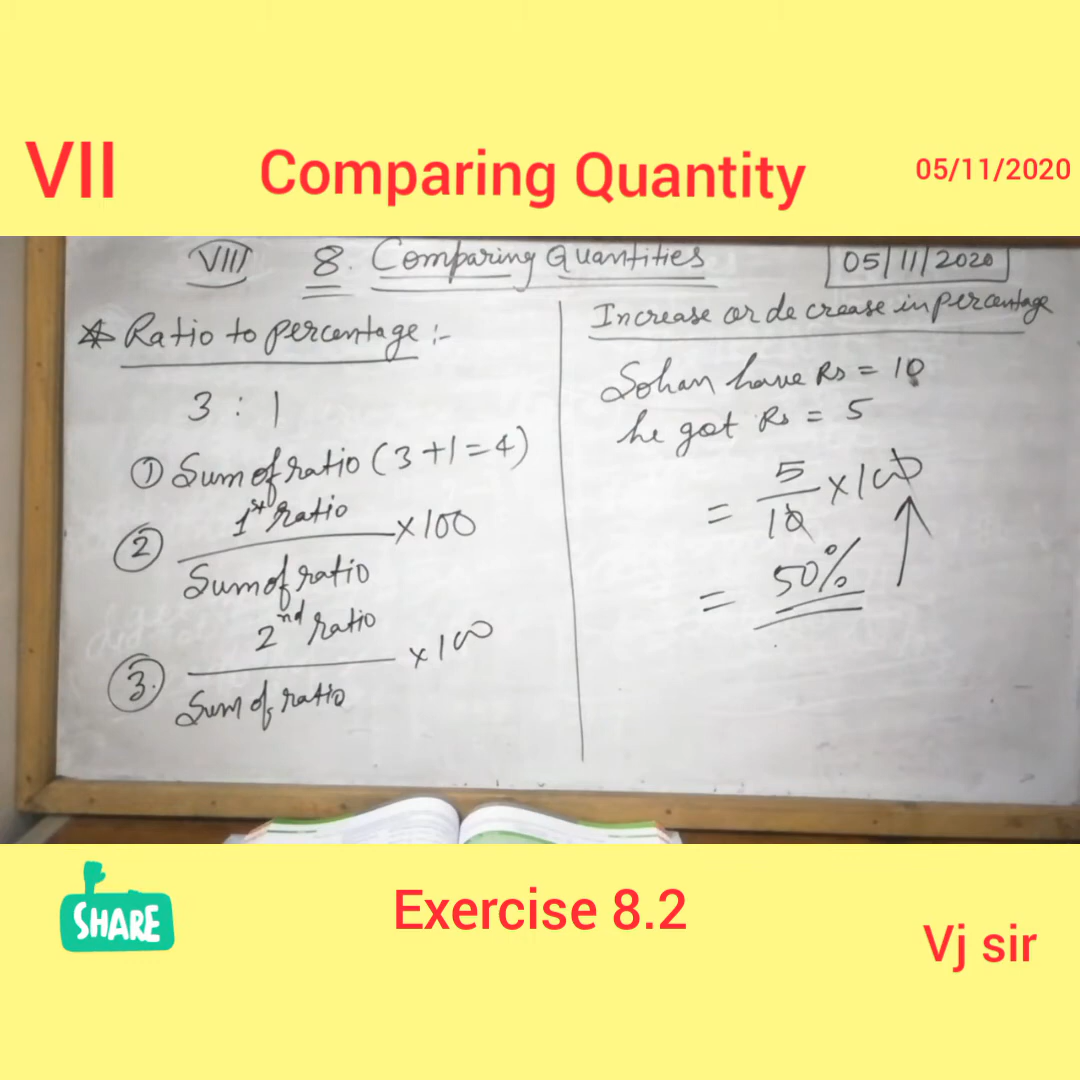 VII
Comparing Quantity
05/11/2020
VIII 8. Comparing Quantities 05/11/2020
Ratio to percentage :-
3 : 1
① Sum of ratio (3+1=4)
② 1st ratio
Sum of ratio ×100
③. 2nd ratio
Sum of ratio ×100
Increase or decrease in percentage
Sohan have Rs = 10
he got Rs = 5
= 5/10 ×100
= 50%
SHARE
Exercise 8.2
Vj sir